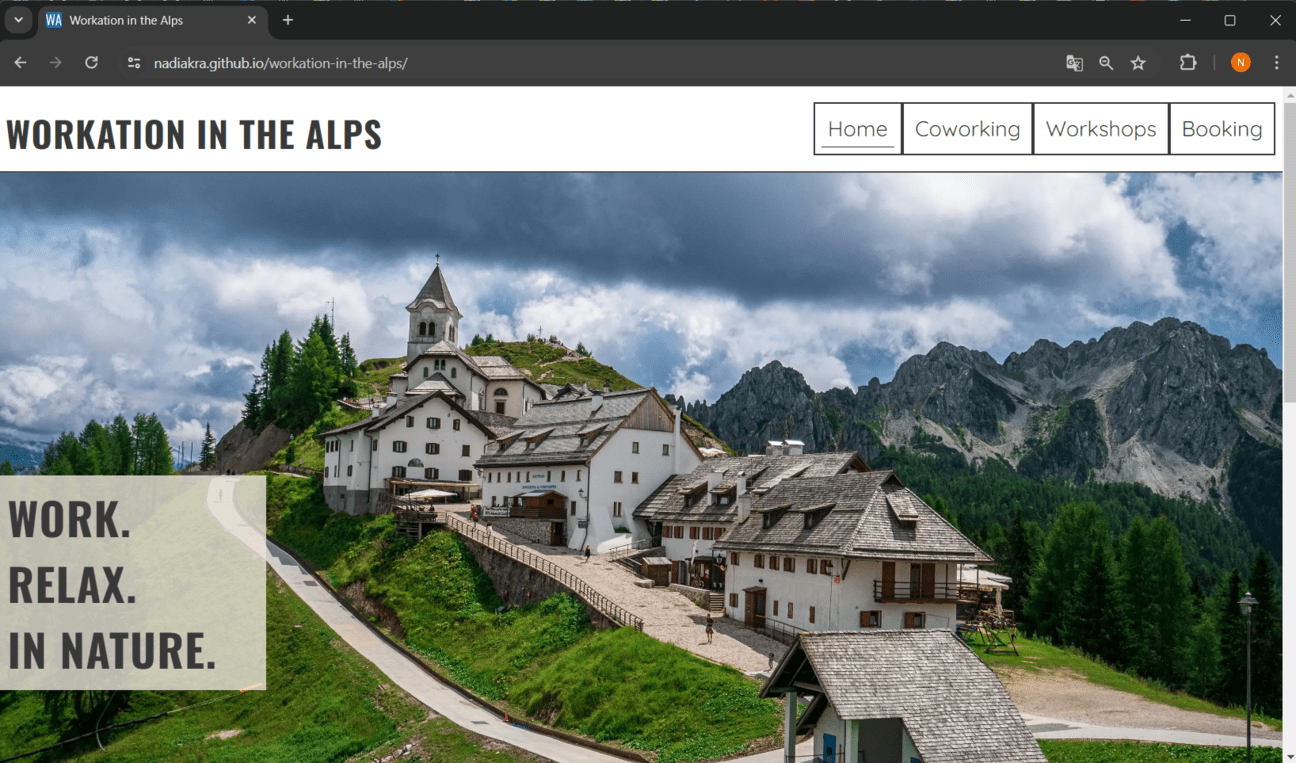 WA Workation in the Alps
nadiakra.github.io/workation-in-the-alps/
N
WORKATION IN THE ALPS
Home Coworking Workshops Booking
WORK.
RELAX.
IN NATURE.